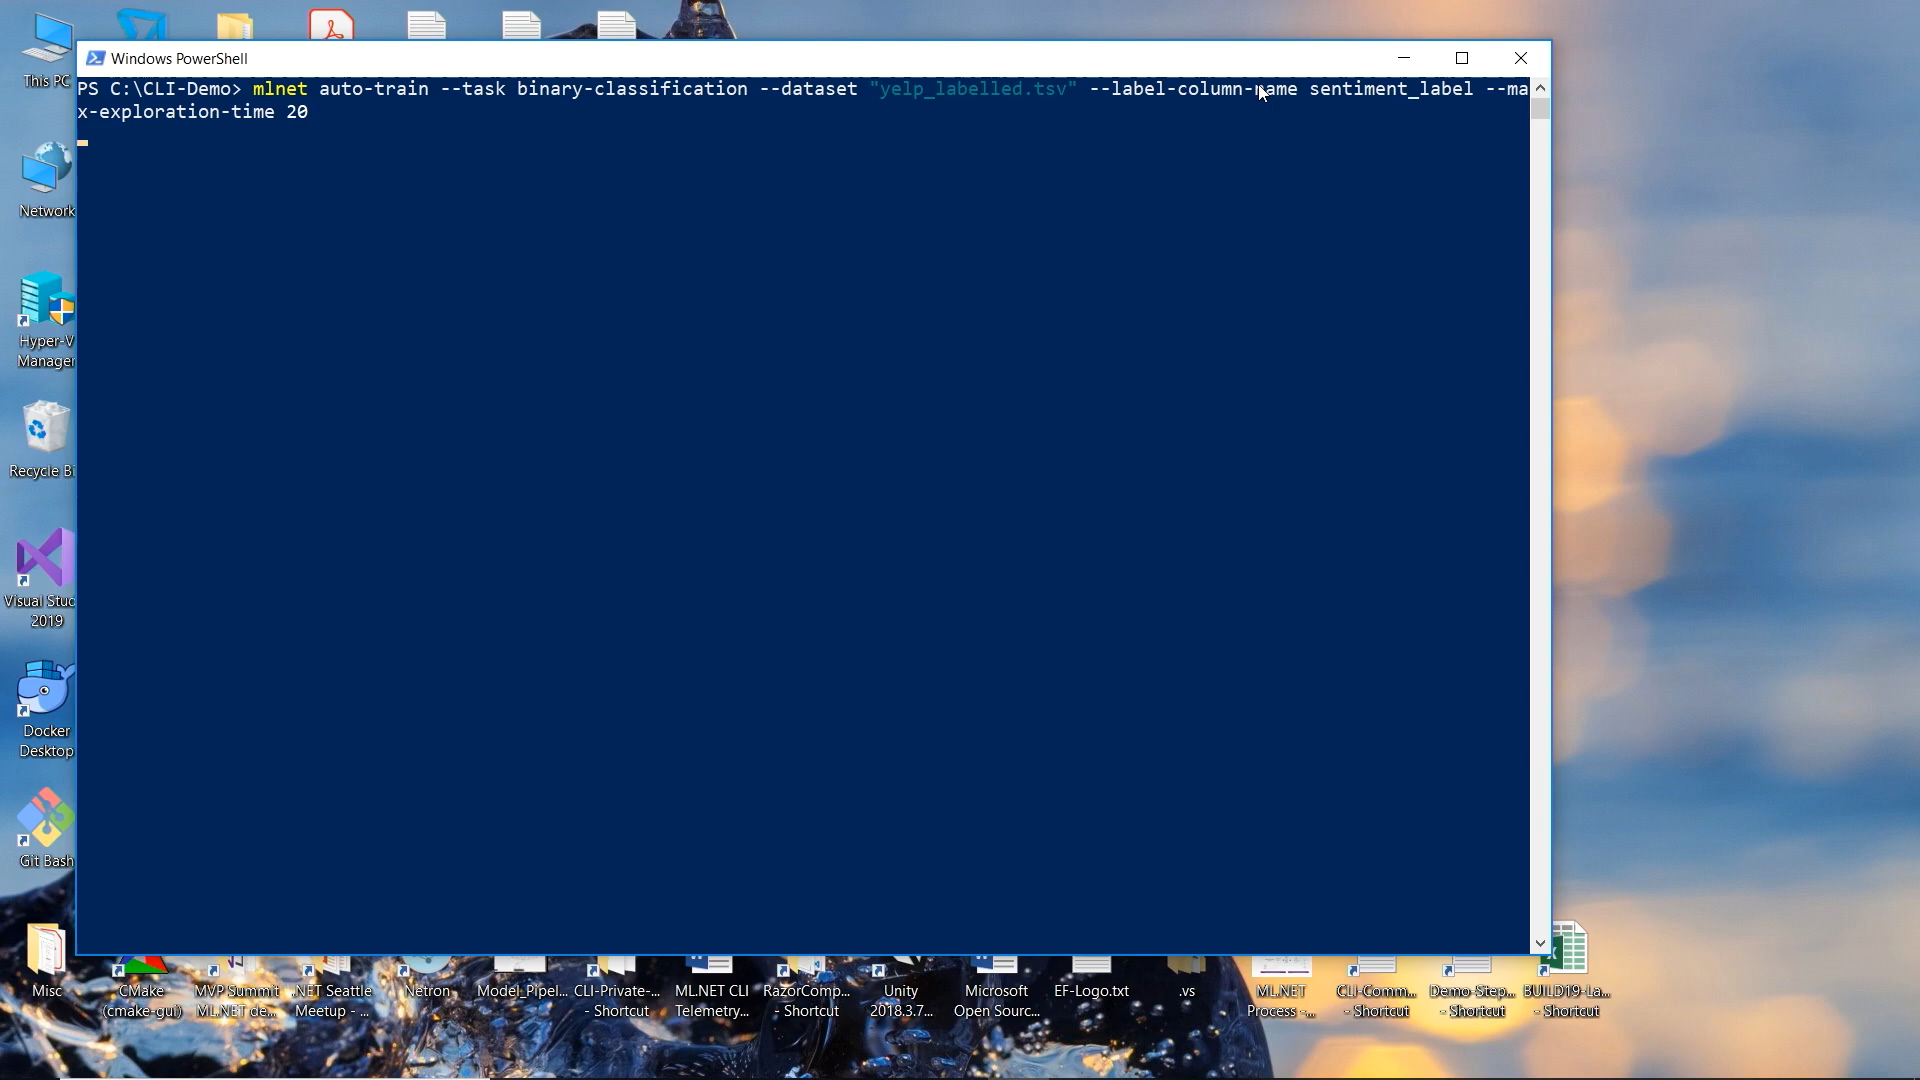 Windows PowerShell
PS C:\CLI-Demo> mlnet auto-train --task binary-classification --dataset "yelp_labelled.tsv" --label-column-name sentiment_label --ma
x-exploration-time 20
This PC
Network
Hyper-V
Manager
Recycle Bi
Visual Stud
2019
Docker
Desktop
Git Bash
Misc
CMake
(cmake-gui)
MVP Summit
ML.NET de...
.NET Seattle
Meetup - ...
Netron
Model_Pipel...
CLI-Private-...
- Shortcut
ML.NET CLI
Telemetry...
RazorComp...
- Shortcut
Unity
2018.3.7...
Microsoft
Open Sourc...
EF-Logo.txt
.vs
ML.NET
Process -...
CLI-Comm...
- Shortcut
Demo-Step...
- Shortcut
BUILD19-La...
- Shortcut